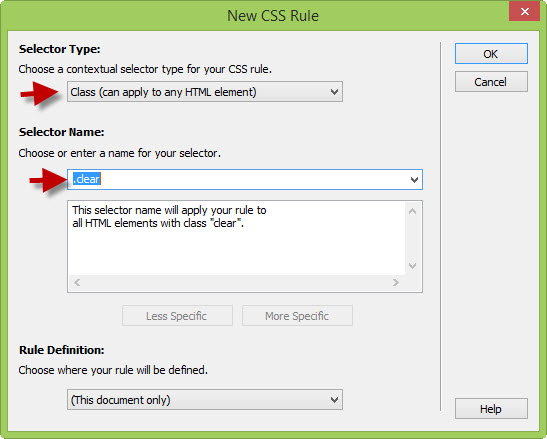 New CSS Rule
Selector Type:
Choose a contextual selector type for your CSS rule.
Class (can apply to any HTML element)
OK
Cancel
Selector Name:
Choose or enter a name for your selector.
.clear
This selector name will apply your rule to
all HTML elements with class "clear".
Less Specific
More Specific
Rule Definition:
Choose where your rule will be defined.
(This document only)
Help